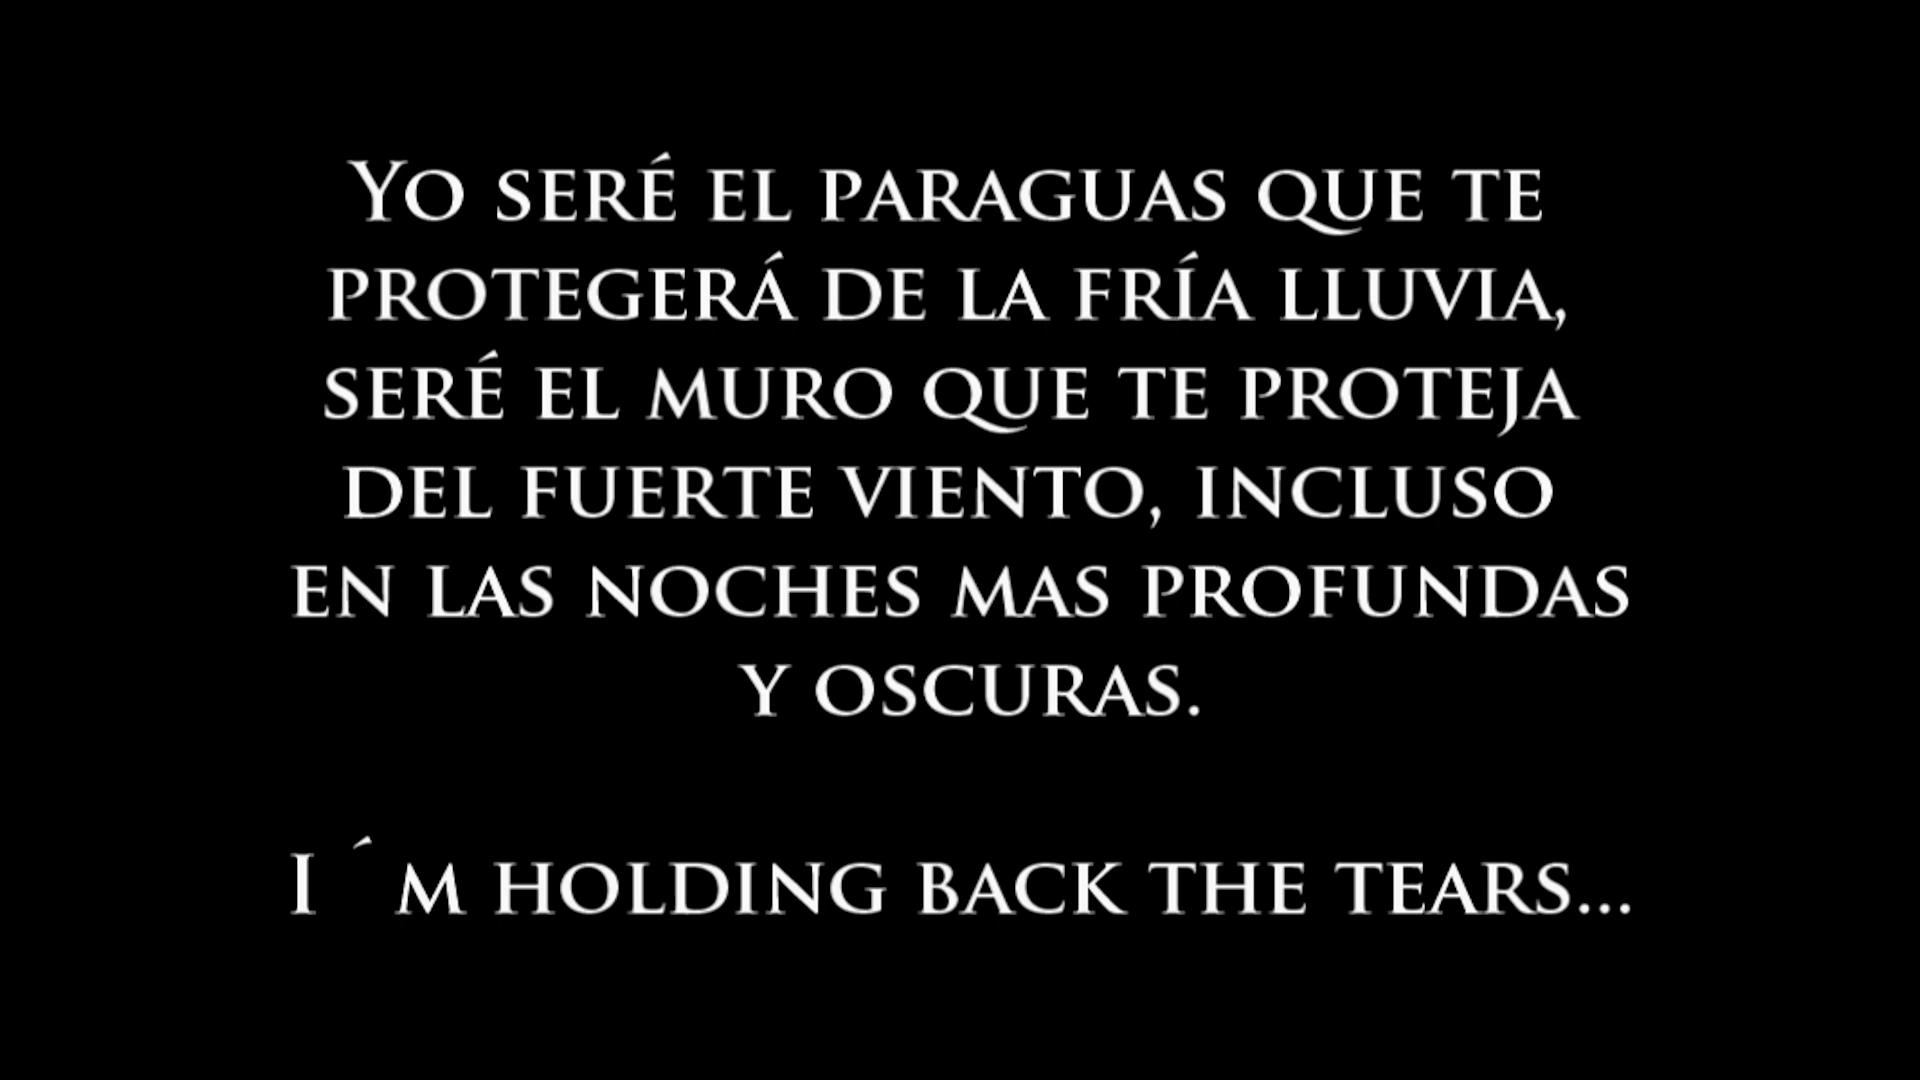 Yo seré el paraguas que te
protegerá de la fría lluvia,
seré el muro que te proteja
del fuerte viento, incluso
en las noches mas profundas
y oscuras.
I ´m holding back the tears...